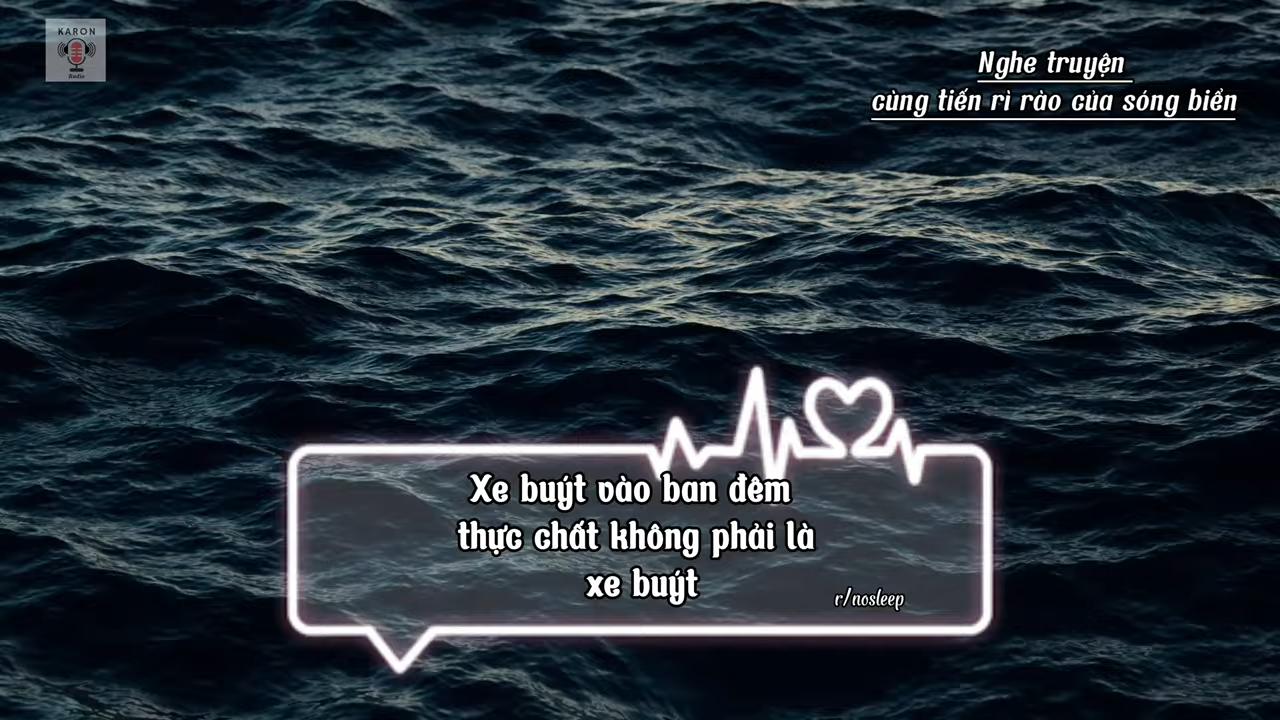 KARON
Radio
Nghe truyện
cùng tiến rì rào của sóng biển
Xe buýt vào ban đêm
thực chất không phải là
xe buýt
r/nosleep